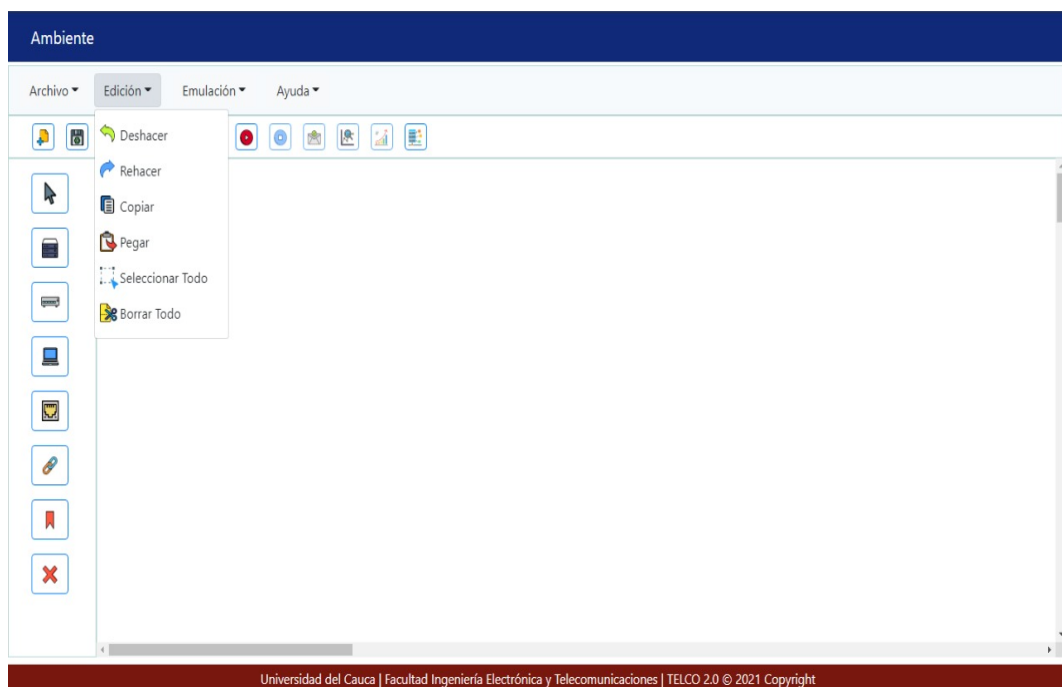 Ambiente
Archivo Edición Emulación Ayuda
Deshacer
Rehacer
Copiar
Pegar
Seleccionar Todo
Borrar Todo
Universidad del Cauca | Facultad Ingeniería Electrónica y Telecomunicaciones | TELCO 2.0 © 2021 Copyright